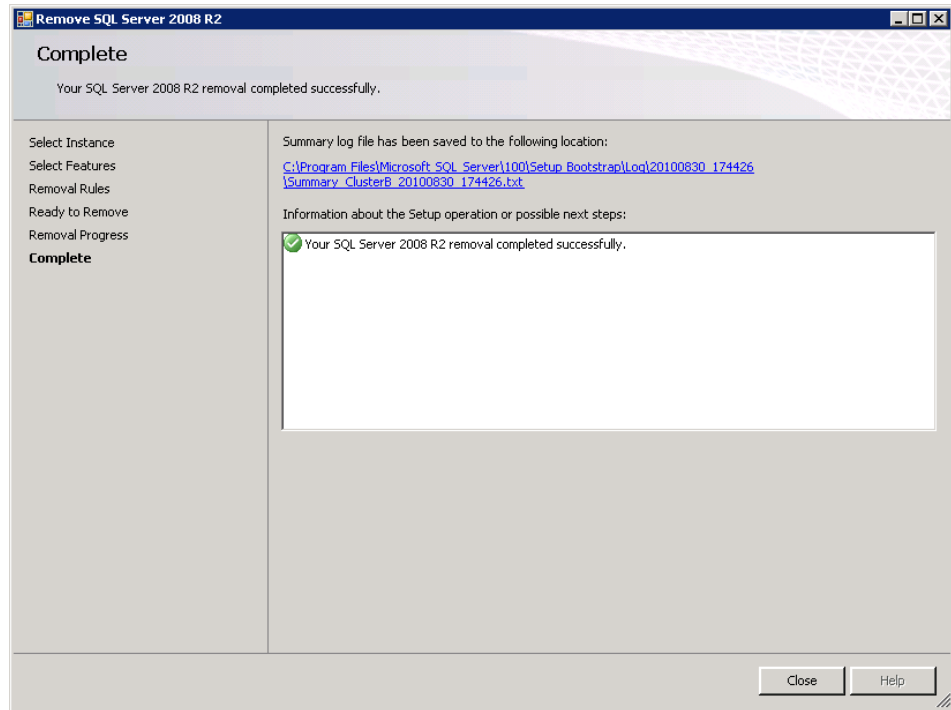 Remove SQL Server 2008 R2
Complete
Your SQL Server 2008 R2 removal completed successfully.
Select Instance
Select Features
Removal Rules
Ready to Remove
Removal Progress
Complete
Summary log file has been saved to the following location:
C:\Program Files\Microsoft SQL Server\100\Setup Bootstrap\Log\20100830_174426
\Summary_ClusterB_20100830_174426.txt
Information about the Setup operation or possible next steps:
Your SQL Server 2008 R2 removal completed successfully.
Close
Help